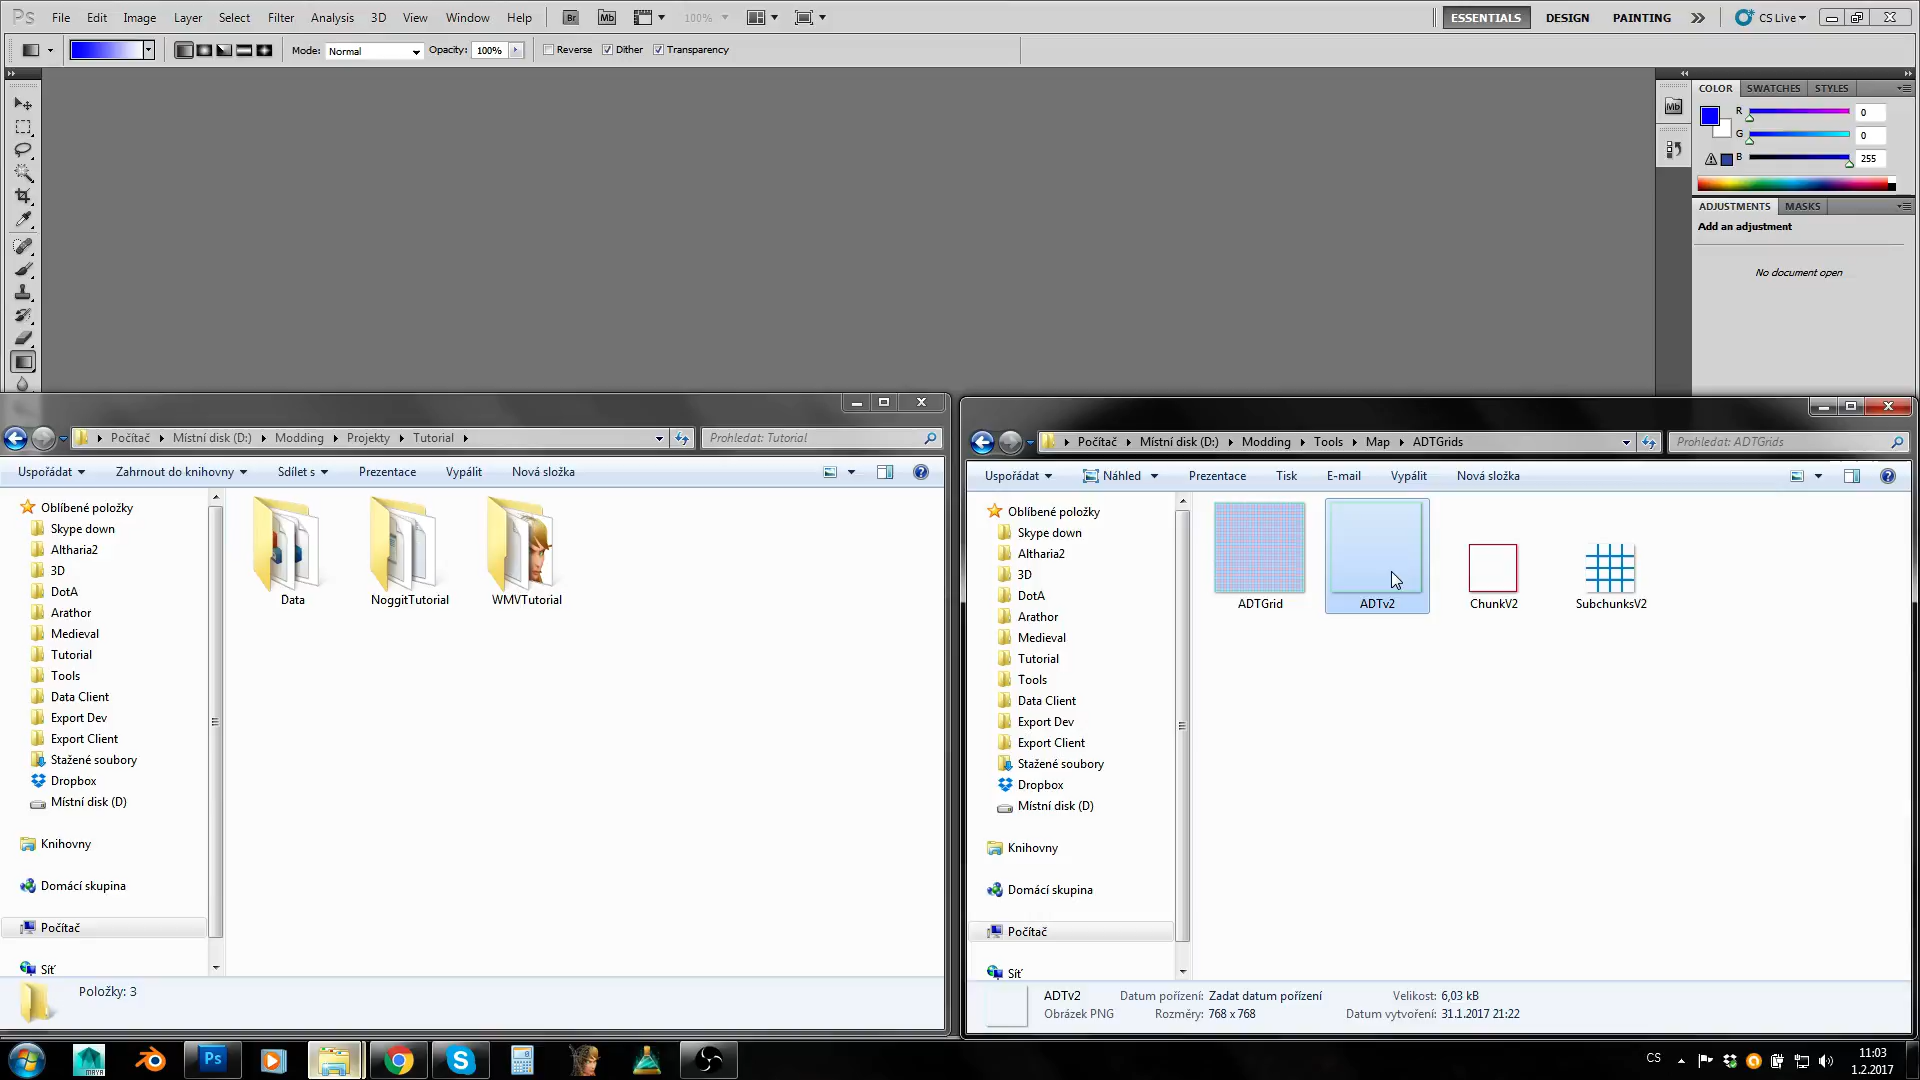 Ps File Edit Image Layer Select Filter Analysis 3D View Window Help Br Mb 100% ESSENTIALS DESIGN PAINTING CS Live
Mode: Normal Opacity: 100% Reverse Dither Transparency
COLOR SWATCHES STYLES
Mb
R 0
G 0
B 255
ADJUSTMENTS MASKS
Add an adjustment
No document open
Počítač Místní disk (D:) Modding Projekty Tutorial Prohledat: Tutorial
Uspořádat Zahrnout do knihovny Sdílet s Prezentace Vypálit Nová složka
Oblíbené položky
Skype down
Altharia2
3D
DotA
Arathor
Medieval
Tutorial
Tools
Data Client
Export Dev
Export Client
Stažené soubory
Dropbox
Místní disk (D)
Knihovny
Domácí skupina
Počítač
Síť
Data NoggitTutorial WMVTutorial
Položky: 3
Počítač Místní disk (D:) Modding Tools Map ADTGrids Prohledat: ADTGrids
Uspořádat Náhled Prezentace Tisk E-mail Vypálit Nová složka
Oblíbené položky
Skype down
Altharia2
3D
DotA
Arathor
Medieval
Tutorial
Tools
Data Client
Export Dev
Export Client
Stažené soubory
Dropbox
Místní disk (D)
Knihovny
Domácí skupina
Počítač
Síť
ADTGrid ADTv2 ChunkV2 SubchunksV2
ADTv2 Datum pořízení: Zadat datum pořízení Velikost: 6,03 kB
Obrázek PNG Rozměry: 768 x 768 Datum vytvoření: 31.1.2017 21:22
MAYA Ps CS 11:03
1.2.2017